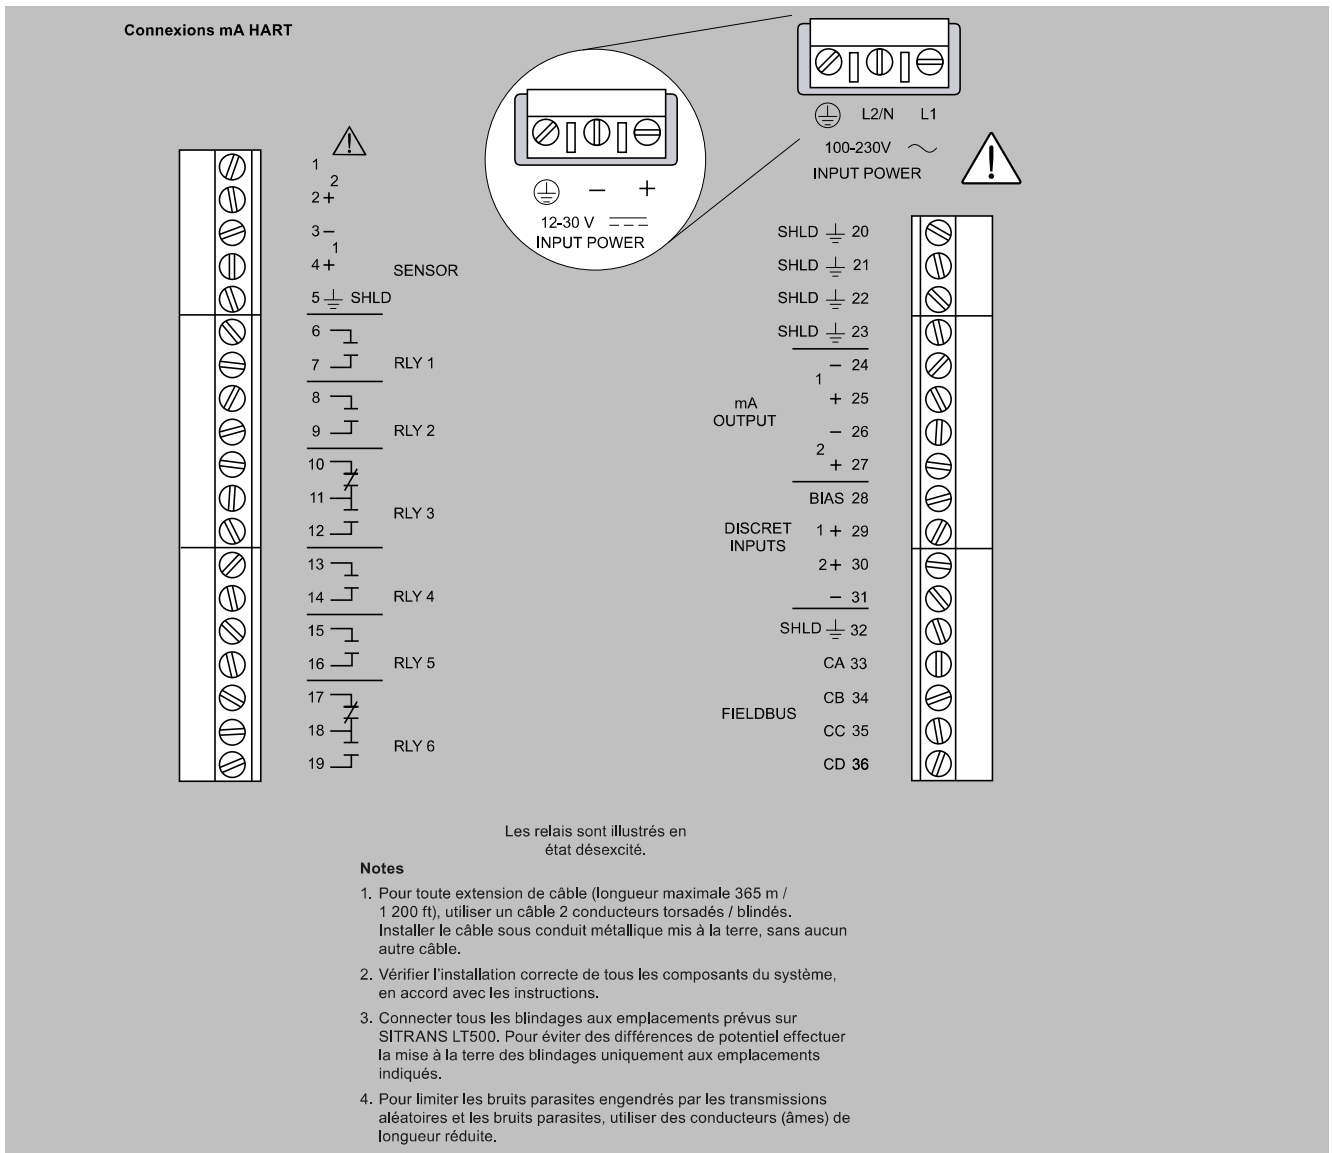 Connexions mA HART
L2/N L1
100-230V
INPUT POWER
− +
12-30 V
INPUT POWER
1
2
2 +
3 −
1
4 +
SENSOR
5 SHLD
6
7 RLY 1
8
9 RLY 2
10
11
12 RLY 3
13
14 RLY 4
15
16 RLY 5
17
18
19 RLY 6
SHLD 20
SHLD 21
SHLD 22
SHLD 23
− 24
1
+ 25
mA
OUTPUT
− 26
2
+ 27
BIAS 28
DISCRET
INPUTS
1 + 29
2 + 30
− 31
SHLD 32
CA 33
CB 34
FIELDBUS
CC 35
CD 36
Les relais sont illustrés en
état désexcité.
Notes
1. Pour toute extension de câble (longueur maximale 365 m /
1 200 ft), utiliser un câble 2 conducteurs torsadés / blindés.
Installer le câble sous conduit métallique mis à la terre, sans aucun
autre câble.
2. Vérifier l'installation correcte de tous les composants du système,
en accord avec les instructions.
3. Connecter tous les blindages aux emplacements prévus sur
SITRANS LT500. Pour éviter des différences de potentiel effectuer
la mise à la terre des blindages uniquement aux emplacements
indiqués.
4. Pour limiter les bruits parasites engendrés par les transmissions
aléatoires et les bruits parasites, utiliser des conducteurs (âmes) de
longueur réduite.